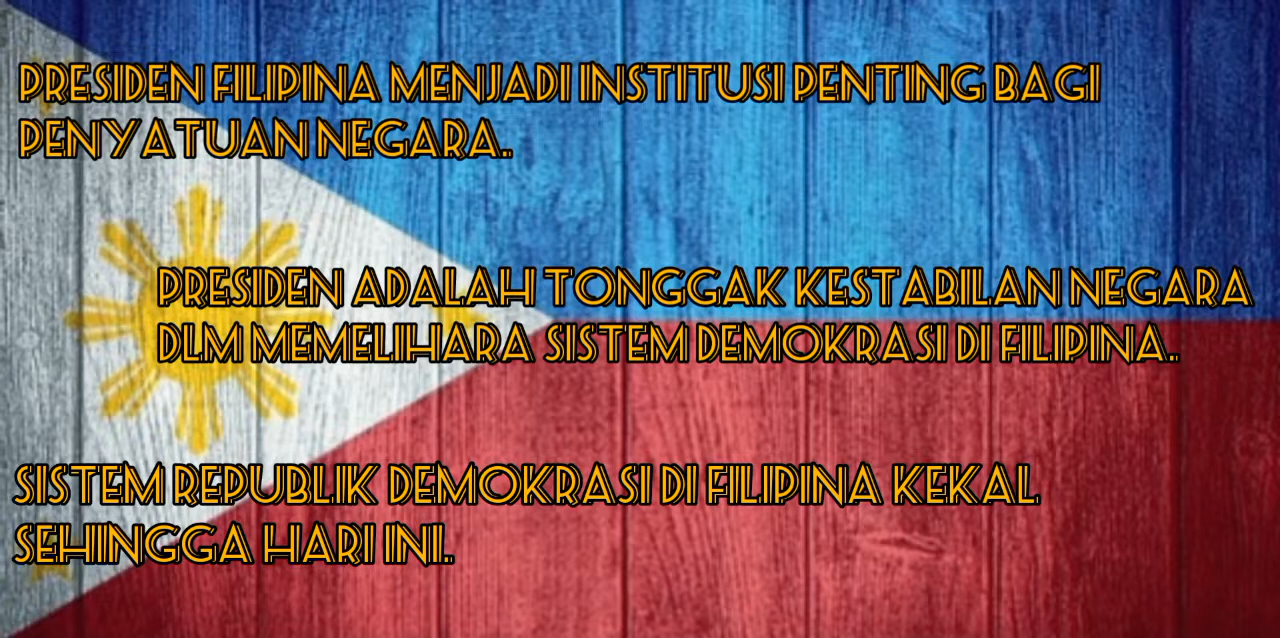 PRESIDEN FILIPINA MENJADI INSTITUSI PENTING BAGI
PENYATUAN NEGARA..
PRESIDEN ADALAH TONGGAK KESTABILAN NEGARA
DLM MEMELIHARA SISTEM DEMOKRASI DI FILIPINA..
SISTEM REPUBLIK DEMOKRASI DI FILIPINA KEKAL
SEHINGGA HARI INI..